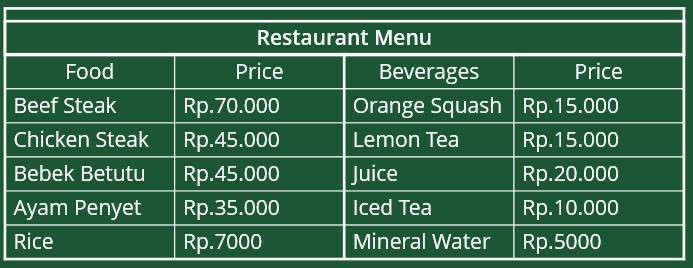 Restaurant Menu
Food Price Beverages Price
Beef Steak Rp.70.000 Orange Squash Rp.15.000
Chicken Steak Rp.45.000 Lemon Tea Rp.15.000
Bebek Betutu Rp.45.000 Juice Rp.20.000
Ayam Penyet Rp.35.000 Iced Tea Rp.10.000
Rice Rp.7000 Mineral Water Rp.5000